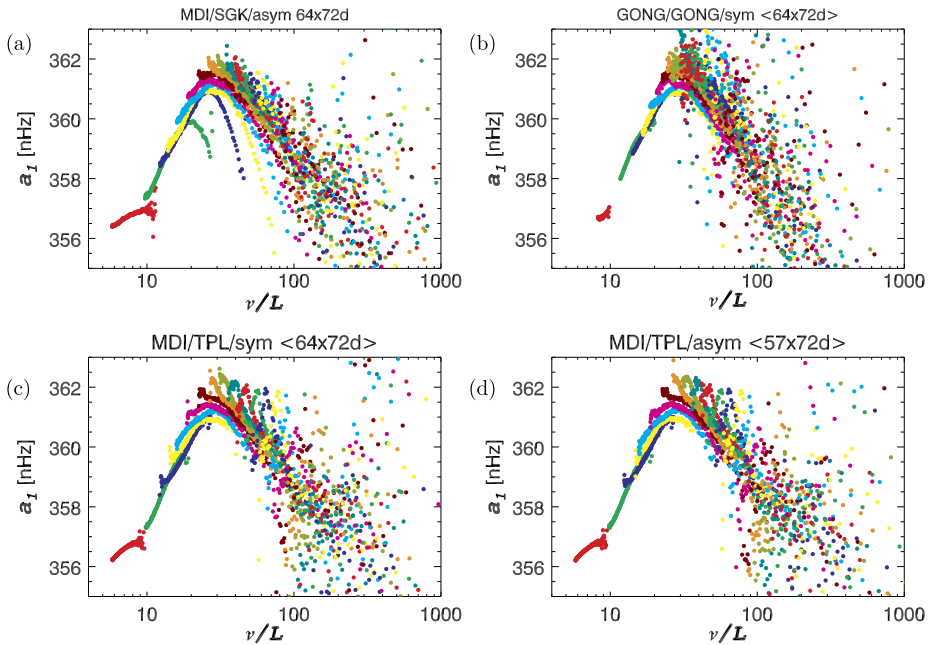 MDI/SGK/asym 64x72d
GONG/GONG/sym <64x72d>
(a)
(b)
362
360
358
356
a₁ [nHz]
10
100
1000
ν/L
362
360
358
356
a₁ [nHz]
10
100
1000
ν/L
MDI/TPL/sym <64x72d>
MDI/TPL/asym <57x72d>
(c)
(d)
362
360
358
356
a₁ [nHz]
10
100
1000
ν/L
362
360
358
356
a₁ [nHz]
10
100
1000
ν/L